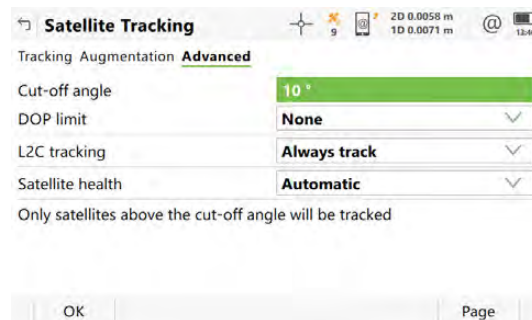 Satellite Tracking
9
2D 0.0058 m
1D 0.0071 m
@
Tracking Augmentation Advanced
Cut-off angle 10 °
DOP limit None
L2C tracking Always track
Satellite health Automatic
Only satellites above the cut-off angle will be tracked
OK Page